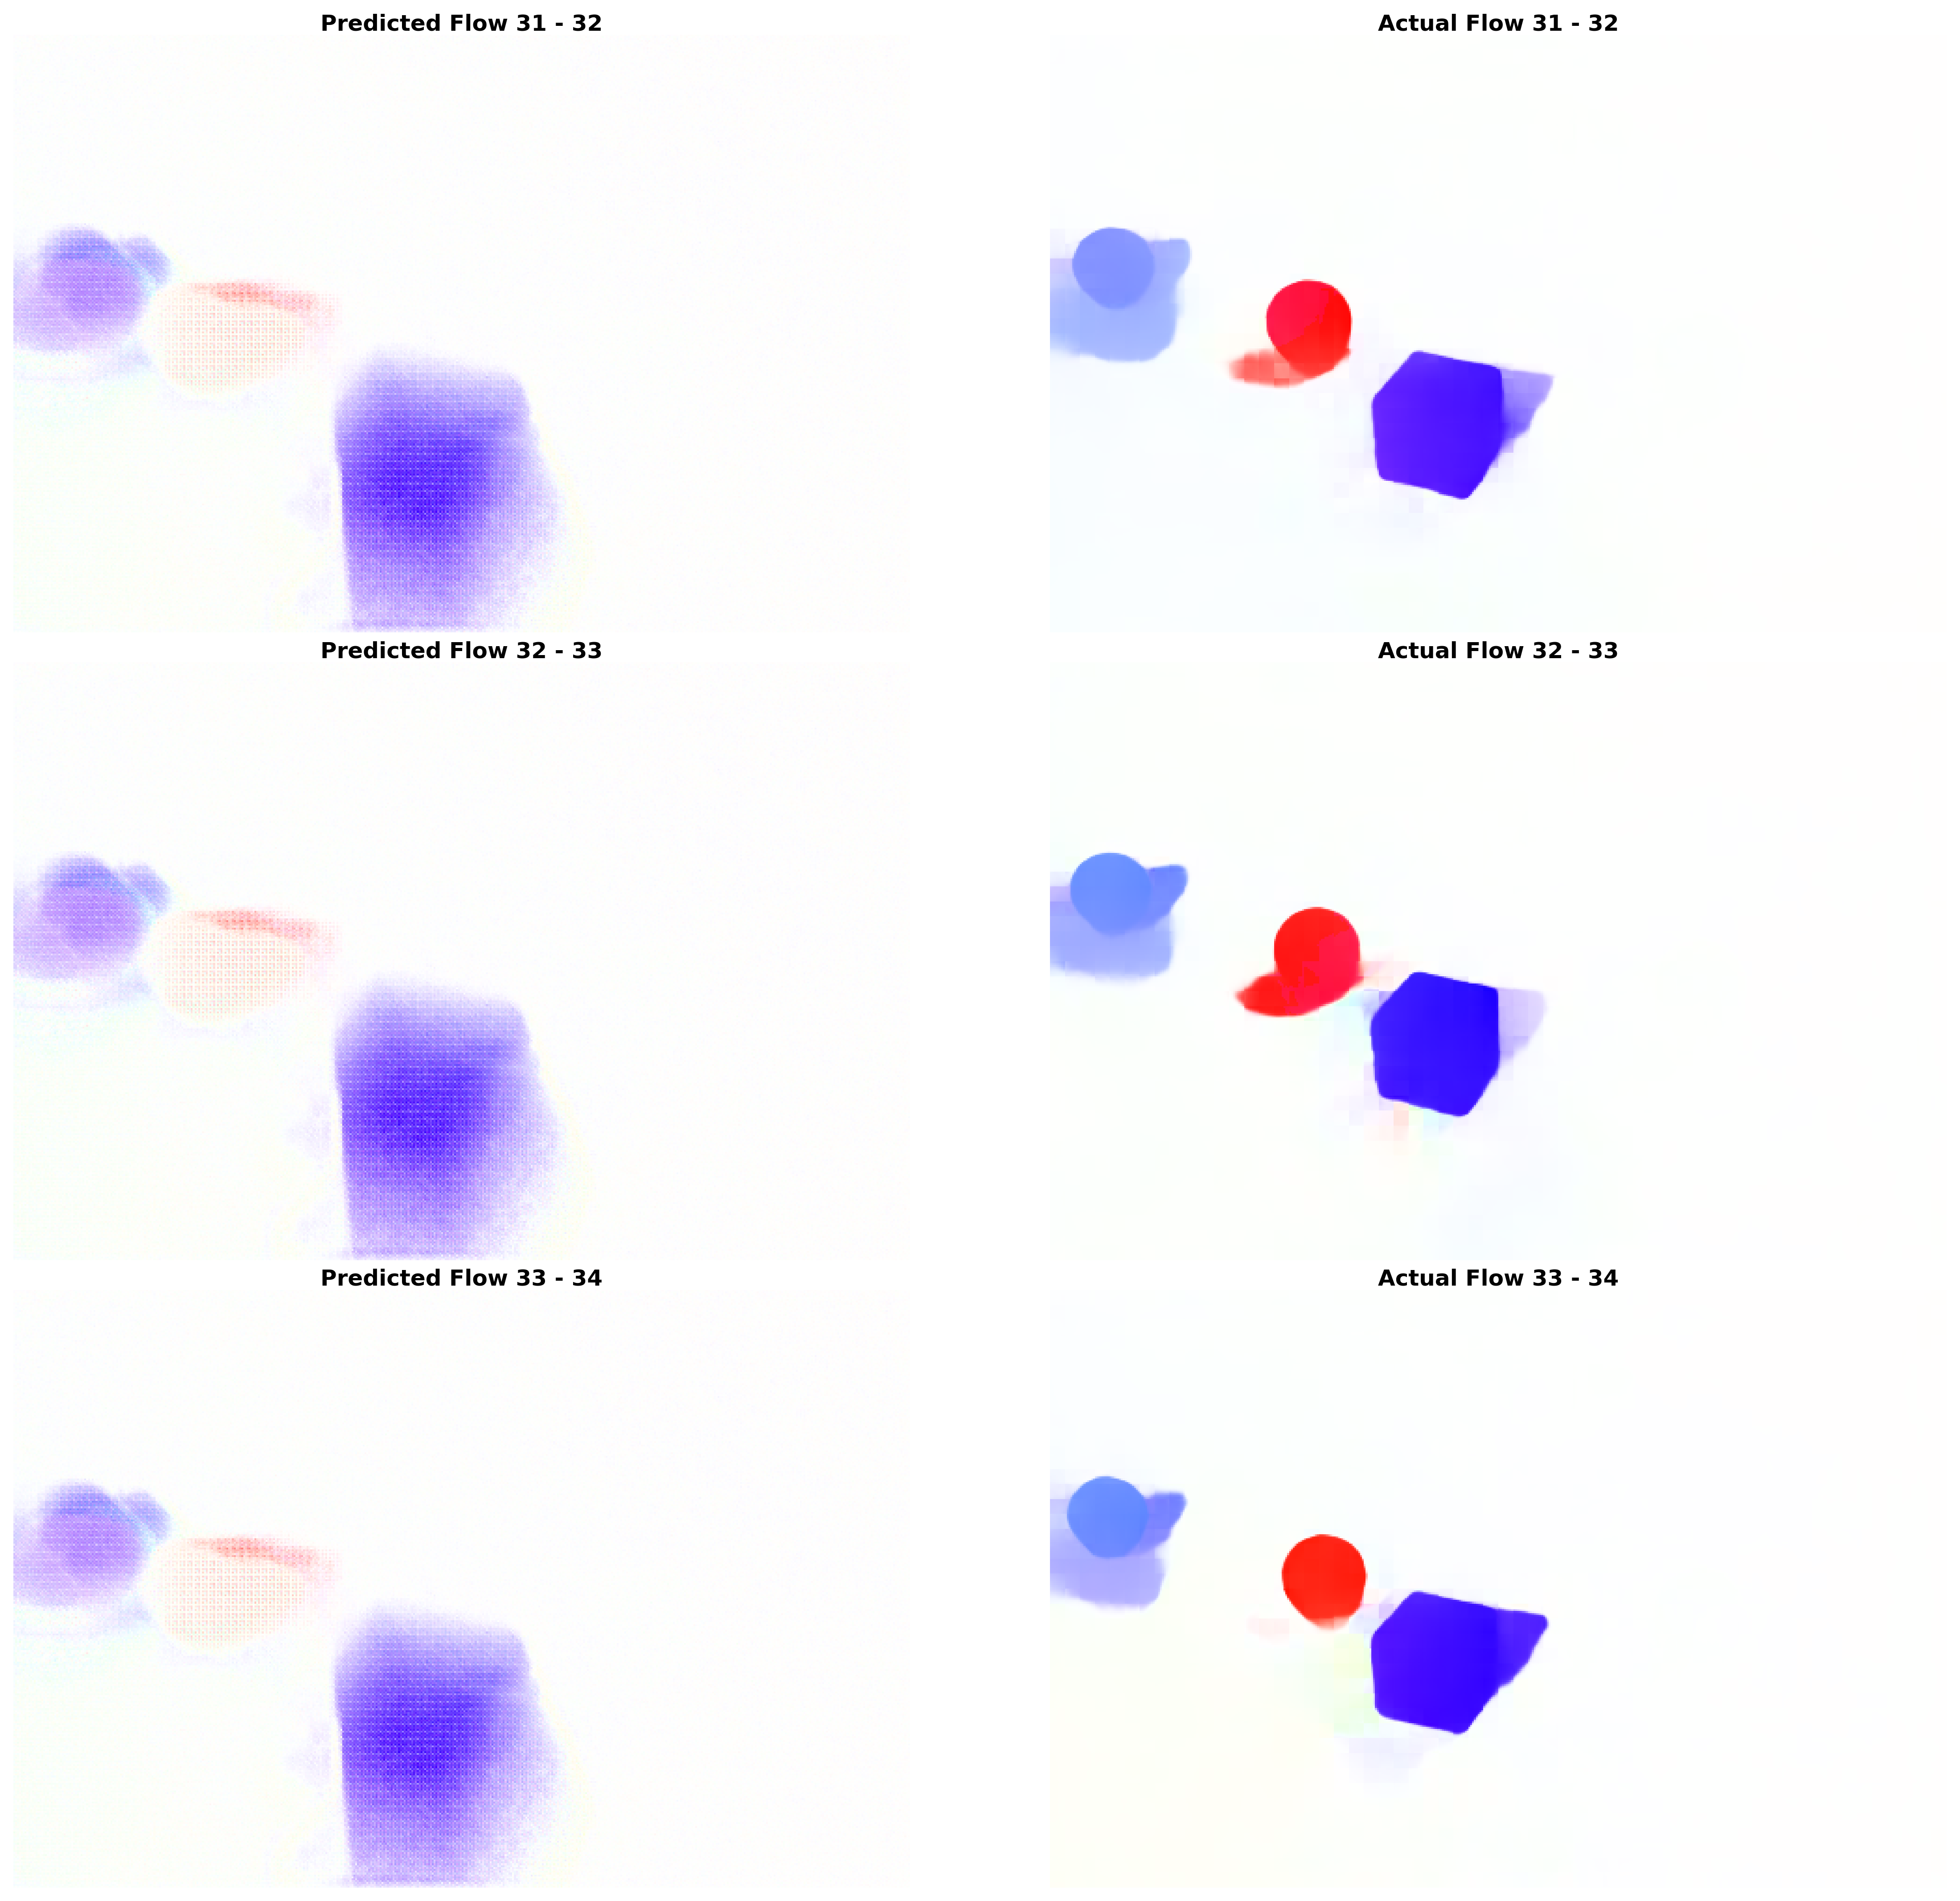 Predicted Flow 31 - 32
Actual Flow 31 - 32
Predicted Flow 32 - 33
Actual Flow 32 - 33
Predicted Flow 33 - 34
Actual Flow 33 - 34